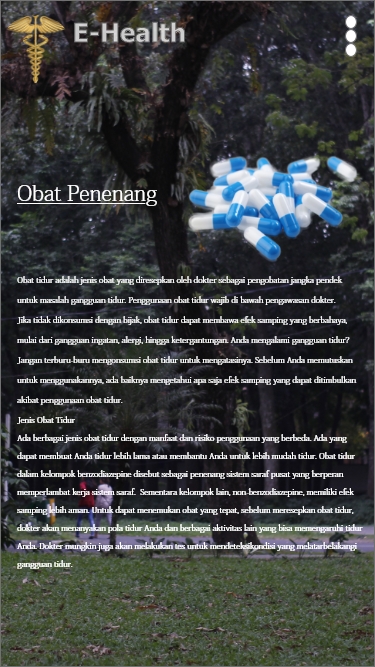 E-Health
Obat Penenang
Obat tidur adalah jenis obat yang diresepkan oleh dokter sebagai pengobatan jangka pendek
untuk masalah gangguan tidur. Penggunaan obat tidur wajib di bawah pengawasan dokter.
Jika tidak dikonsumsi dengan bijak, obat tidur dapat membawa efek samping yang berbahaya,
mulai dari gangguan ingatan, alergi, hingga ketergantungan. Anda mengalami gangguan tidur?
Jangan terburu-buru mengonsumsi obat tidur untuk mengatasinya. Sebelum Anda memutuskan
untuk menggunakannya, ada baiknya mengetahui apa saja efek samping yang dapat ditimbulkan
akibat penggunaan obat tidur.
Jenis Obat Tidur
Ada berbagai jenis obat tidur dengan manfaat dan risiko penggunaan yang berbeda. Ada yang
dapat membuat Anda tidur lebih lama atau membantu Anda untuk lebih mudah tidur. Obat tidur
dalam kelompok benzodiazepine disebut sebagai penenang sistem saraf pusat yang berperan
memperlambat kerja sistem saraf.  Sementara kelompok lain, non-benzodiazepine, memiliki efek
samping lebih aman. Untuk dapat menemukan obat yang tepat, sebelum meresepkan obat tidur,
dokter akan menanyakan pola tidur Anda dan berbagai aktivitas lain yang bisa memengaruhi tidur
Anda. Dokter mungkin juga akan melakukan tes untuk mendeteksikondisi yang melatarbelakangi
gangguan tidur.